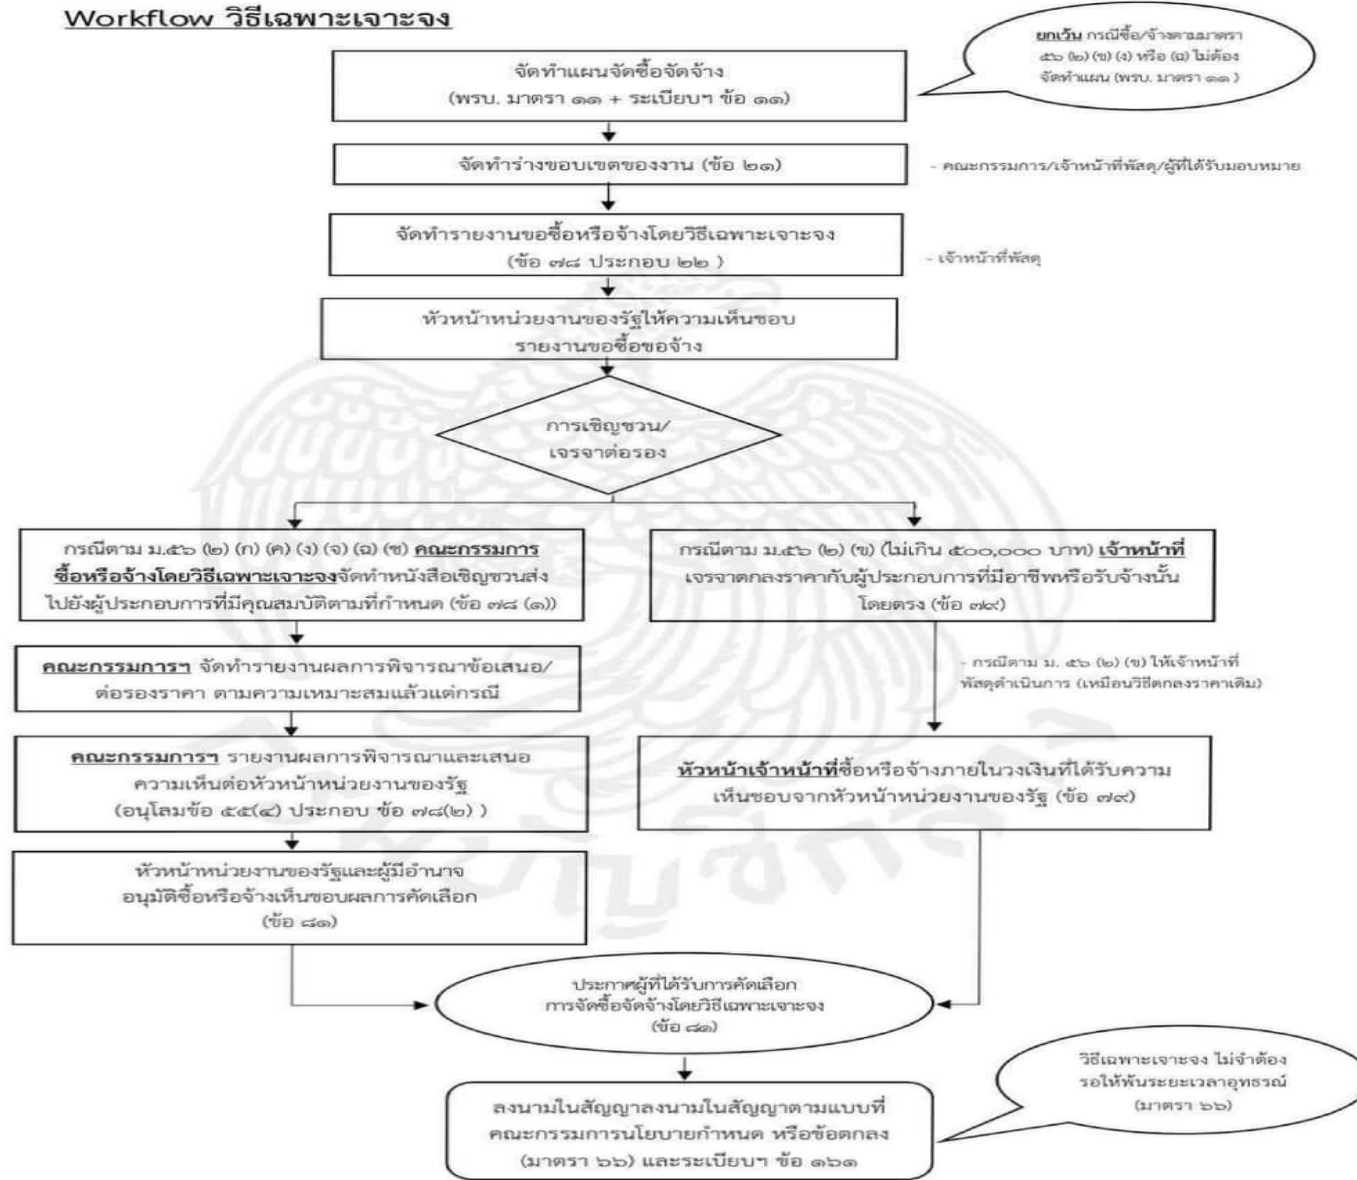 Workflow วิธีเฉพาะเจาะจง
ยกเว้น กรณีซื้อ/จ้างตามมาตรา
๕๖ (๒) (ข) (ง) หรือ (ฉ) ไม่ต้อง
จัดทำแผน (พรบ. มาตรา ๑๑ )
จัดทำแผนจัดซื้อจัดจ้าง
(พรบ. มาตรา ๑๑ + ระเบียบฯ ข้อ ๑๑)
จัดทำร่างขอบเขตของงาน (ข้อ ๒๑)
- คณะกรรมการ/เจ้าหน้าที่พัสดุ/ผู้ที่ได้รับมอบหมาย
จัดทำรายงานขอซื้อหรือจ้างโดยวิธีเฉพาะเจาะจง
(ข้อ ๗๘ ประกอบ ๒๒ )
- เจ้าหน้าที่พัสดุ
หัวหน้าหน่วยงานของรัฐให้ความเห็นชอบ
รายงานขอซื้อขอจ้าง
การเชิญชวน/
เจรจาต่อรอง
กรณีตาม ม.๕๖ (๒) (ก) (ค) (ง) (จ) (ฉ) (ช) คณะกรรมการ
ซื้อหรือจ้างโดยวิธีเฉพาะเจาะจงจัดทำหนังสือเชิญชวนส่ง
ไปยังผู้ประกอบการที่มีคุณสมบัติตามที่กำหนด (ข้อ ๗๘ (๑))
กรณีตาม ม.๕๖ (๒) (ข) (ไม่เกิน ๕๐๐,๐๐๐ บาท) เจ้าหน้าที่
เจรจาตกลงราคากับผู้ประกอบการที่มีอาชีพหรือรับจ้างนั้น
โดยตรง (ข้อ ๗๙)
คณะกรรมการฯ จัดทำรายงานผลการพิจารณาข้อเสนอ/
ต่อรองราคา ตามความเหมาะสมแล้วแต่กรณี
- กรณีตาม ม. ๕๖ (๒) (ข) ให้เจ้าหน้าที่
พัสดุดำเนินการ (เหมือนวิธีตกลงราคาเดิม)
คณะกรรมการฯ รายงานผลการพิจารณาและเสนอ
ความเห็นต่อหัวหน้าหน่วยงานของรัฐ
(อนุโลมข้อ ๕๕(๔) ประกอบ ข้อ ๗๘(๒) )
หัวหน้าเจ้าหน้าที่ซื้อหรือจ้างภายในวงเงินที่ได้รับความ
เห็นชอบจากหัวหน้าหน่วยงานของรัฐ (ข้อ ๗๙)
หัวหน้าหน่วยงานของรัฐและผู้มีอำนาจ
อนุมัติซื้อหรือจ้างเห็นชอบผลการคัดเลือก
(ข้อ ๘๑)
ประกาศผู้ที่ได้รับการคัดเลือก
การจัดซื้อจัดจ้างโดยวิธีเฉพาะเจาะจง
(ข้อ ๘๑)
วิธีเฉพาะเจาะจง ไม่จำต้อง
รอให้พ้นระยะเวลาอุทธรณ์
(มาตรา ๖๖)
ลงนามในสัญญาลงนามในสัญญาตามแบบที่
คณะกรรมการนโยบายกำหนด หรือข้อตกลง
(มาตรา ๖๖) และระเบียบฯ ข้อ ๑๖๑